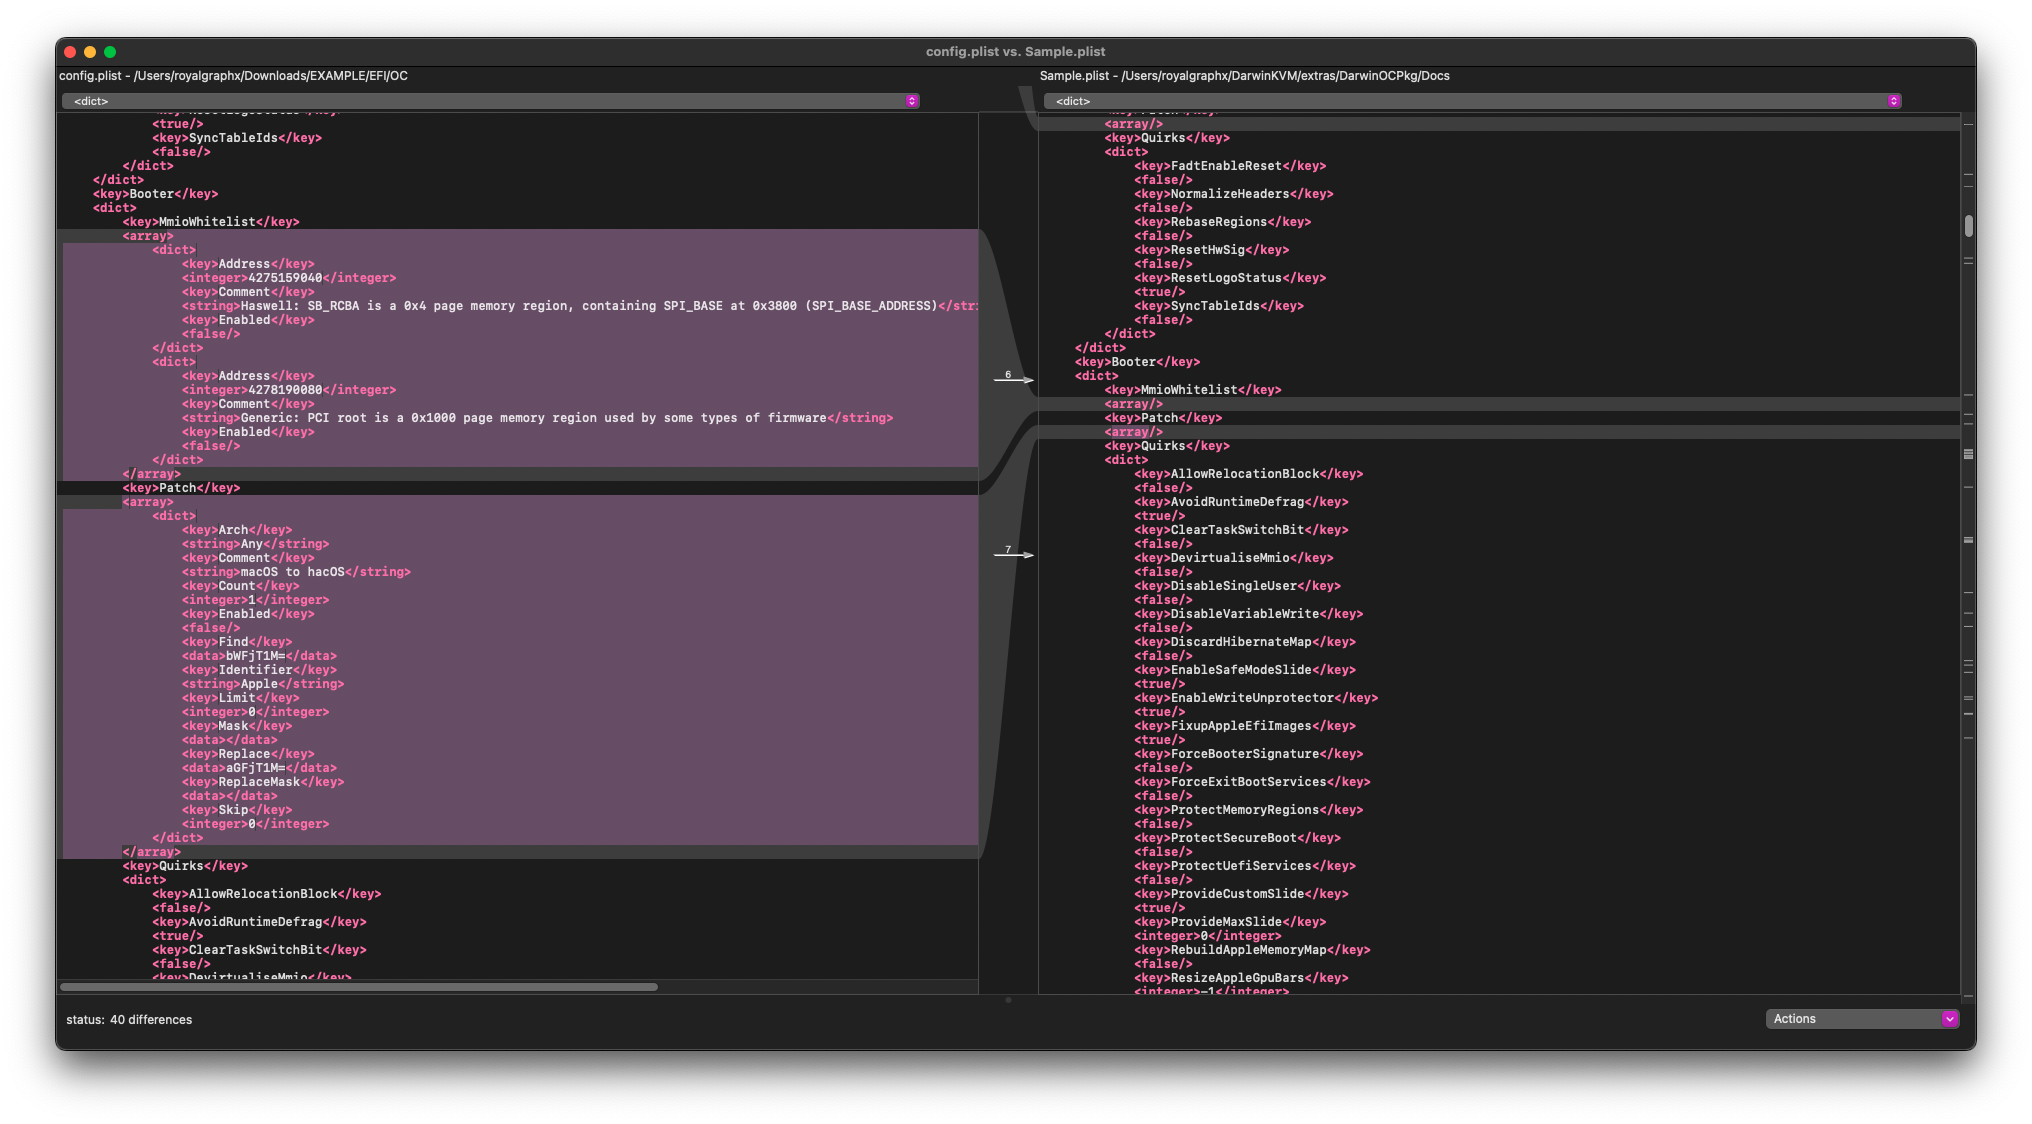 config.plist vs. Sample.plist
config.plist - /Users/royalgraphx/Downloads/EXAMPLE/EFI/OC
<dict>
<true/>
<key>SyncTableIds</key>
<false/>
</dict>
</dict>
<key>Booter</key>
<dict>
<key>MmioWhitelist</key>
<array>
<dict>
<key>Address</key>
<integer>4275159040</integer>
<key>Comment</key>
<string>Haswell: SB_RCBA is a 0x4 page memory region, containing SPI_BASE at 0x3800 (SPI_BASE_ADDRESS)</stri
<key>Enabled</key>
<false/>
</dict>
<dict>
<key>Address</key>
<integer>4278190080</integer>
<key>Comment</key>
<string>Generic: PCI root is a 0x1000 page memory region used by some types of firmware</string>
<key>Enabled</key>
<false/>
</dict>
</array>
<key>Patch</key>
<array>
<dict>
<key>Arch</key>
<string>Any</string>
<key>Comment</key>
<string>macOS to hacOS</string>
<key>Count</key>
<integer>1</integer>
<key>Enabled</key>
<false/>
<key>Find</key>
<data>bWFjT1M=</data>
<key>Identifier</key>
<string>Apple</string>
<key>Limit</key>
<integer>0</integer>
<key>Mask</key>
<data></data>
<key>Replace</key>
<data>aGFjT1M=</data>
<key>ReplaceMask</key>
<data></data>
<key>Skip</key>
<integer>0</integer>
</dict>
</array>
<key>Quirks</key>
<dict>
<key>AllowRelocationBlock</key>
<false/>
<key>AvoidRuntimeDefrag</key>
<true/>
<key>ClearTaskSwitchBit</key>
<false/>
<key>DevirtualiseMmio</key>
6
7
Sample.plist - /Users/royalgraphx/DarwinKVM/extras/DarwinOCPkg/Docs
<dict>
<array/>
<key>Quirks</key>
<dict>
<key>FadtEnableReset</key>
<false/>
<key>NormalizeHeaders</key>
<false/>
<key>RebaseRegions</key>
<false/>
<key>ResetHwSig</key>
<false/>
<key>ResetLogoStatus</key>
<true/>
<key>SyncTableIds</key>
<false/>
</dict>
</dict>
<key>Booter</key>
<dict>
<key>MmioWhitelist</key>
<array/>
<key>Patch</key>
<array/>
<key>Quirks</key>
<dict>
<key>AllowRelocationBlock</key>
<false/>
<key>AvoidRuntimeDefrag</key>
<true/>
<key>ClearTaskSwitchBit</key>
<false/>
<key>DevirtualiseMmio</key>
<false/>
<key>DisableSingleUser</key>
<false/>
<key>DisableVariableWrite</key>
<false/>
<key>DiscardHibernateMap</key>
<false/>
<key>EnableSafeModeSlide</key>
<true/>
<key>EnableWriteUnprotector</key>
<true/>
<key>FixupAppleEfiImages</key>
<true/>
<key>ForceBooterSignature</key>
<false/>
<key>ForceExitBootServices</key>
<false/>
<key>ProtectMemoryRegions</key>
<false/>
<key>ProtectSecureBoot</key>
<false/>
<key>ProtectUefiServices</key>
<false/>
<key>ProvideCustomSlide</key>
<true/>
<key>ProvideMaxSlide</key>
<integer>0</integer>
<key>RebuildAppleMemoryMap</key>
<false/>
<key>ResizeAppleGpuBars</key>
<integer>-1</integer>
status: 40 differences
Actions